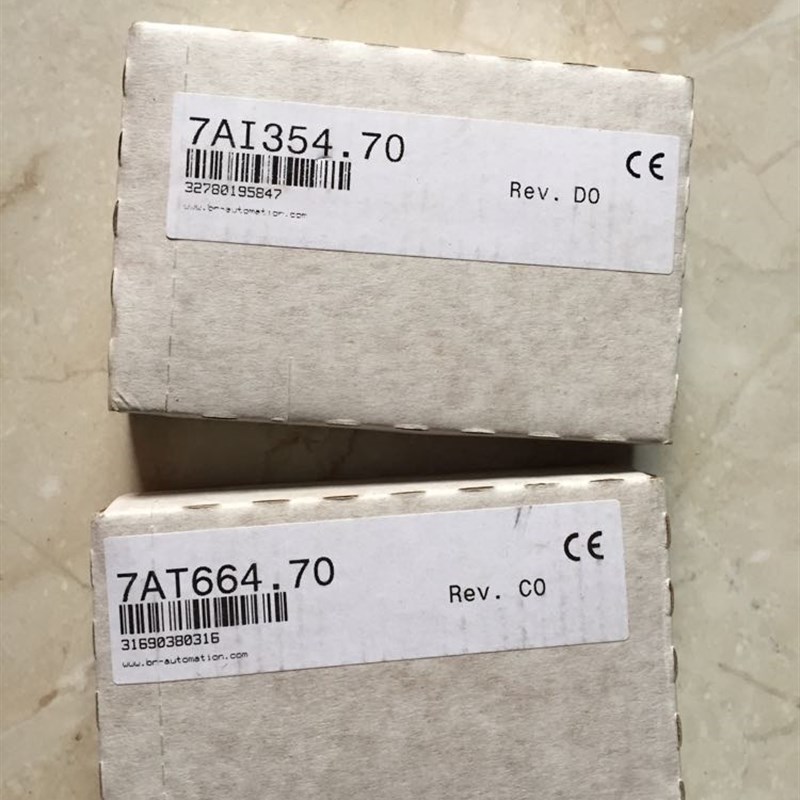 7AI354.70
CE
32780195847
Rev. D0
www.br-automation.com
7AT664.70
CE
Rev. C0
31690380316
www.br-automation.com